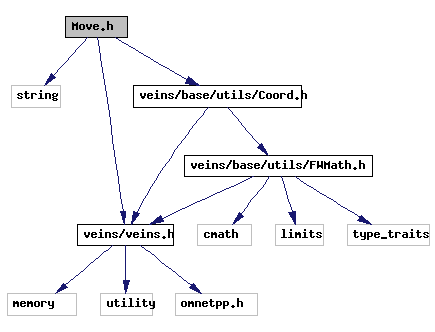 Move.h
string
veins/base/utils/Coord.h
veins/base/utils/FWMath.h
veins/veins.h
cmath
limits
type_traits
memory
utility
omnetpp.h